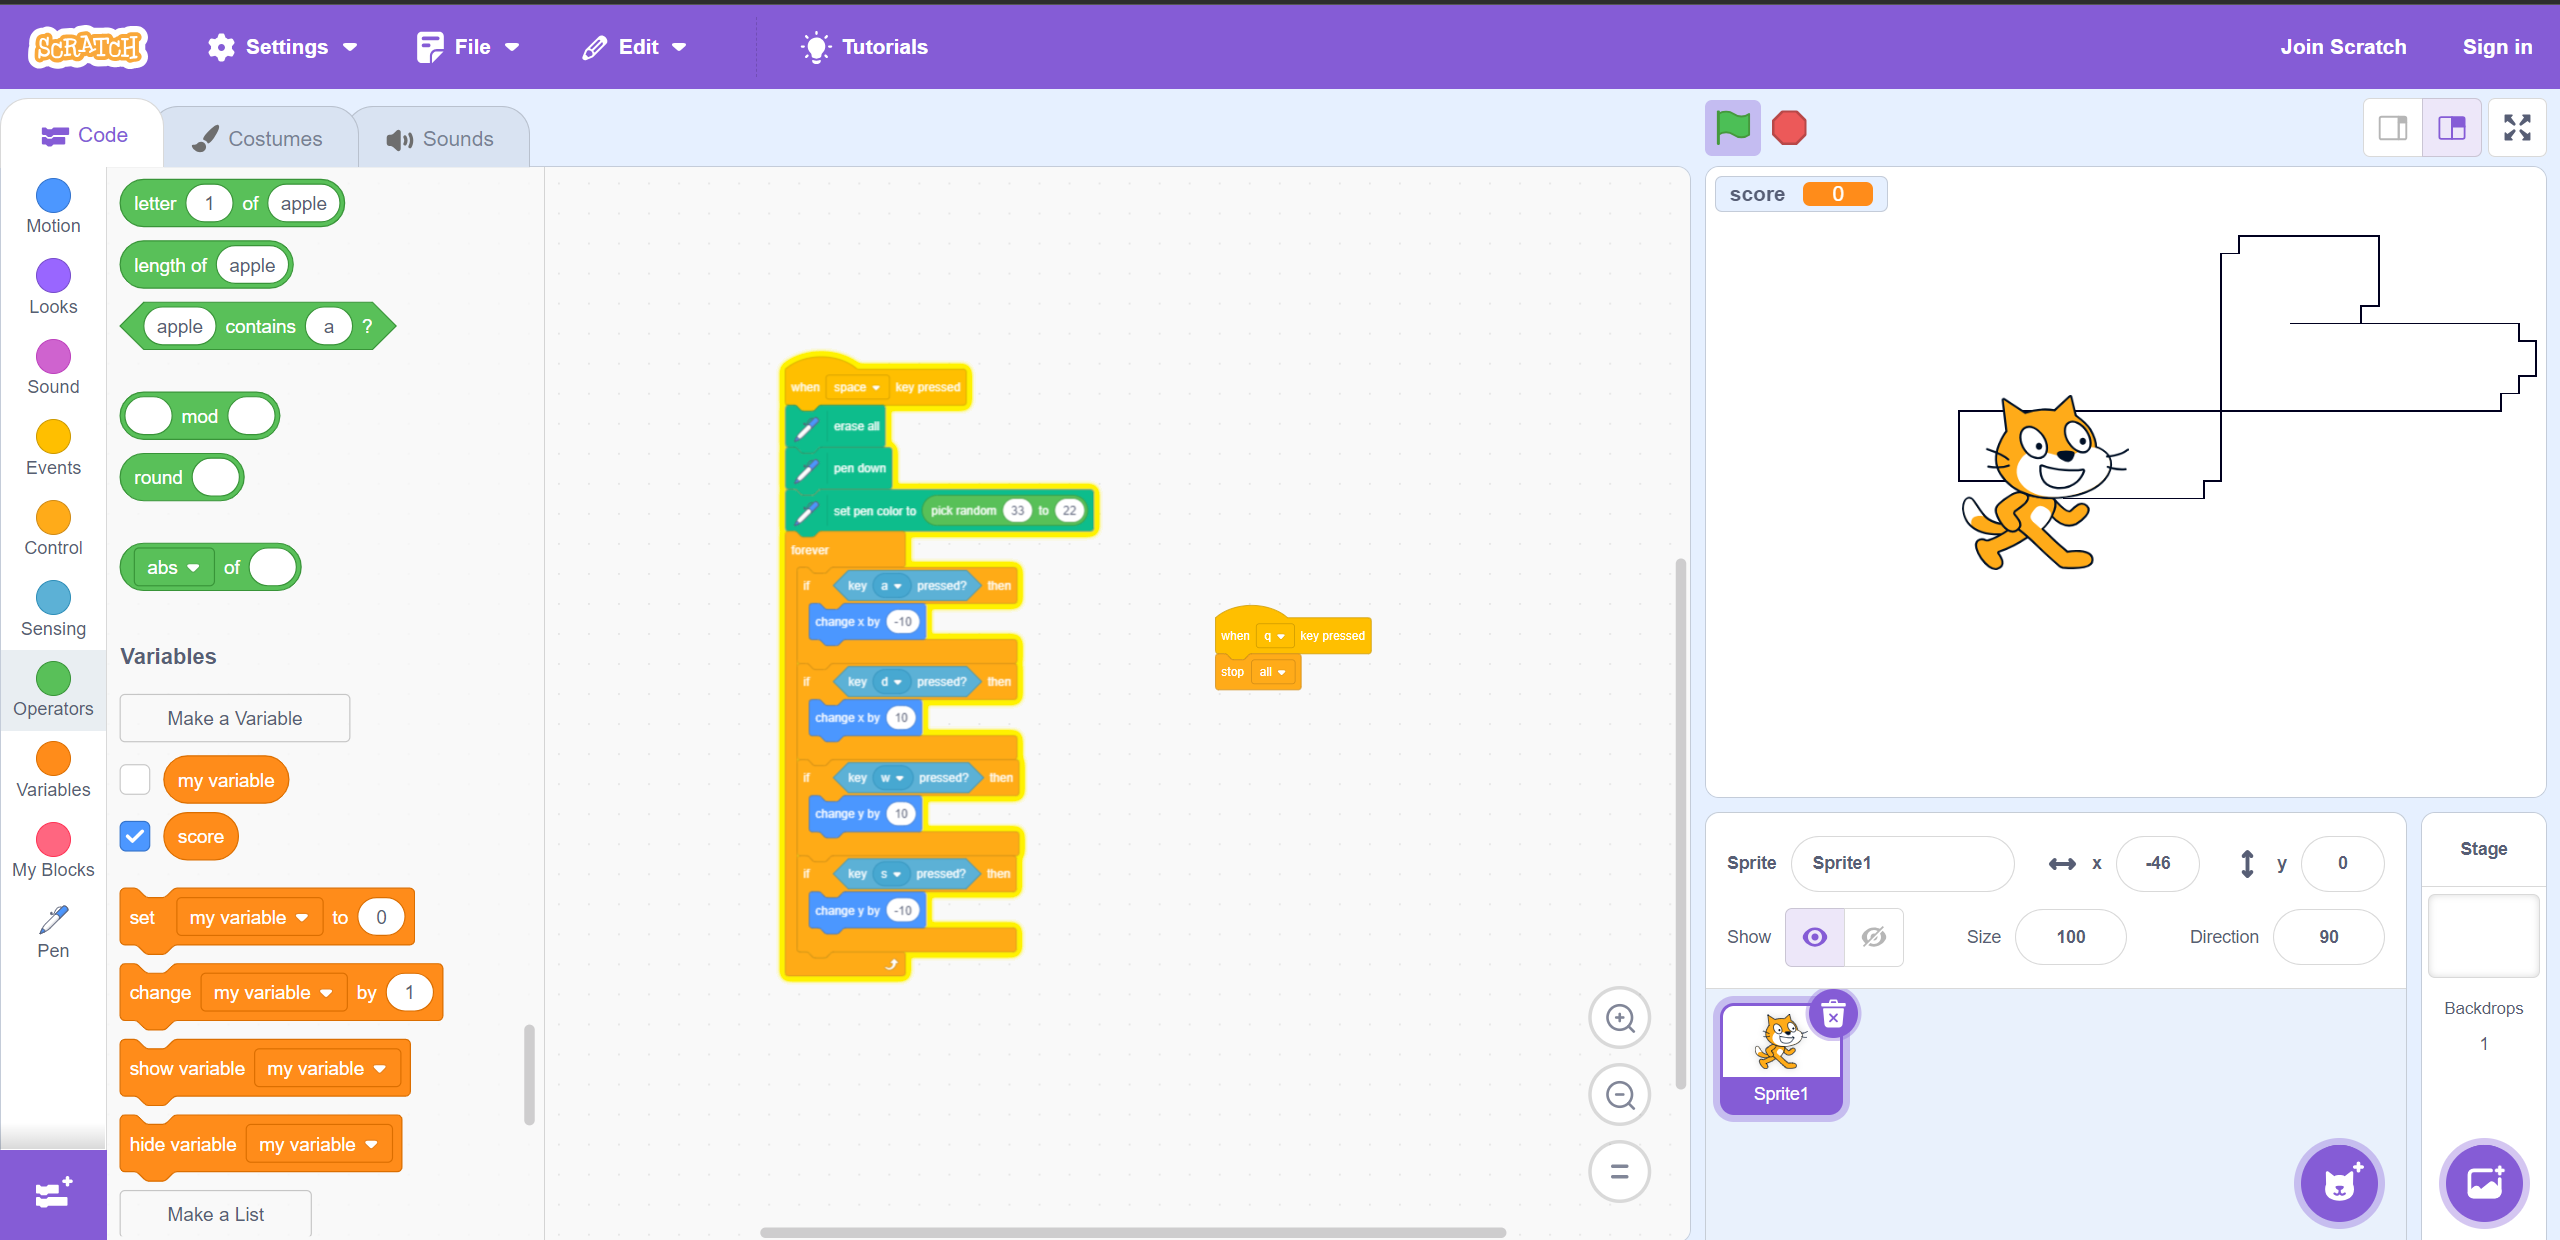 SCRATCH Settings File Edit Tutorials Join Scratch Sign in
Code Costumes Sounds
Motion
Looks
Sound
Events
Control
Sensing
Operators
Variables
My Blocks
Pen
letter 1 of apple
length of apple
apple contains a ?
mod
round
abs of
Variables
Make a Variable
my variable
score
set my variable to 0
change my variable by 1
show variable my variable
hide variable my variable
Make a List
when space key pressed
erase all
pen down
set pen color to pick random 33 to 22
forever
if key a pressed? then
change x by -10
if key d pressed? then
change x by 10
if key w pressed? then
change y by 10
if key s pressed? then
change y by -10
when q key pressed
stop all
score 0
Sprite Sprite1 x -46 y 0
Show Size 100 Direction 90
Sprite1
Stage
Backdrops
1